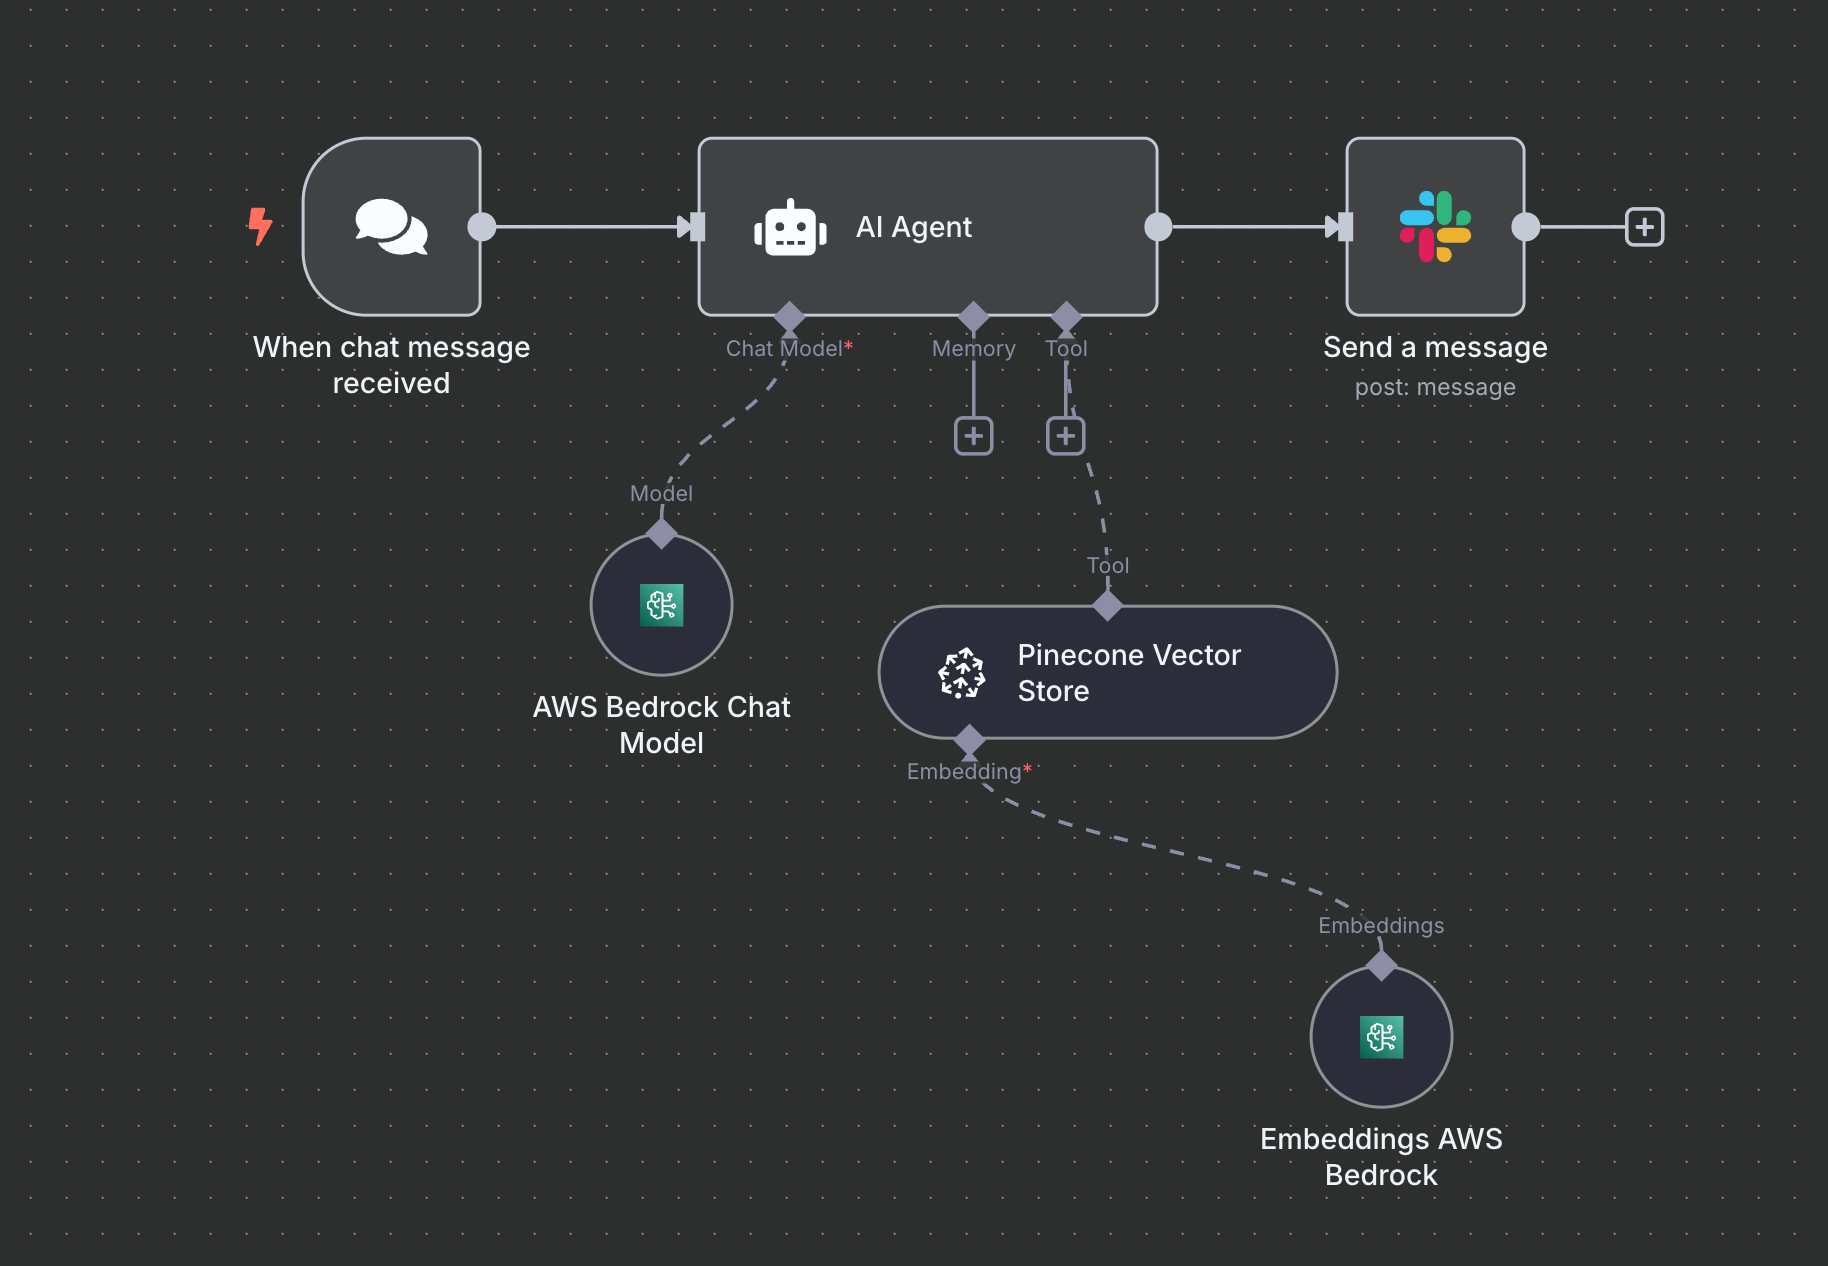 AI Agent
When chat message
received
Chat Model*
Memory
Tool
Send a message
post: message
Model
Tool
AWS Bedrock Chat
Model
Pinecone Vector
Store
Embedding*
Embeddings
Embeddings AWS
Bedrock